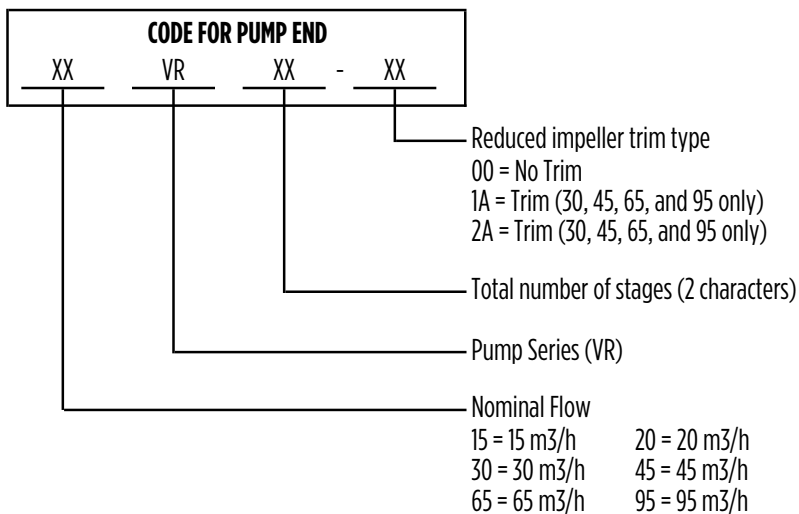 CODE FOR PUMP END
XX VR XX - XX
Reduced impeller trim type
00 = No Trim
1A = Trim (30, 45, 65, and 95 only)
2A = Trim (30, 45, 65, and 95 only)
Total number of stages (2 characters)
Pump Series (VR)
Nominal Flow
15 = 15 m3/h 20 = 20 m3/h
30 = 30 m3/h 45 = 45 m3/h
65 = 65 m3/h 95 = 95 m3/h